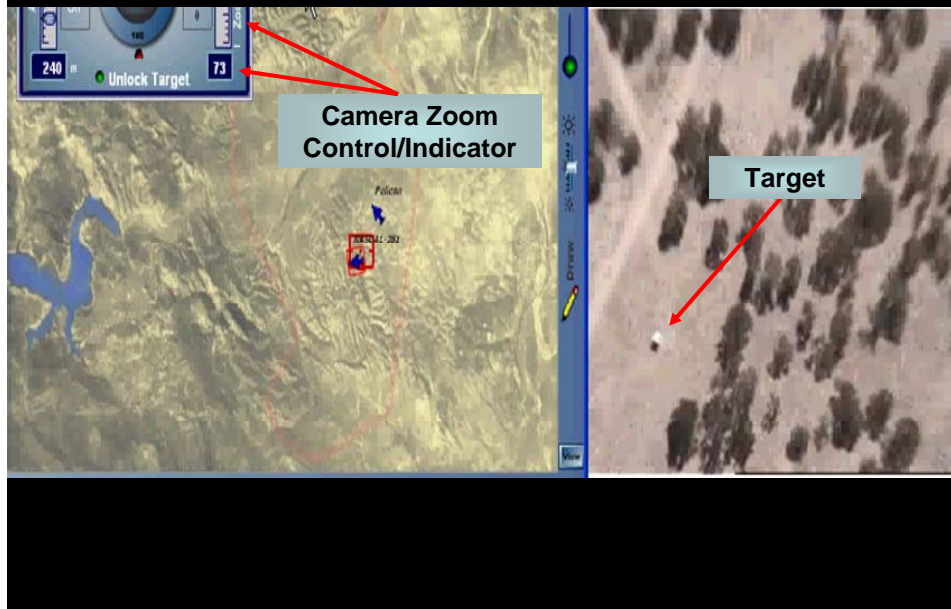 240 m
Unlock Target
73
Camera Zoom
Control/Indicator
Pelican
Target
Draw
View